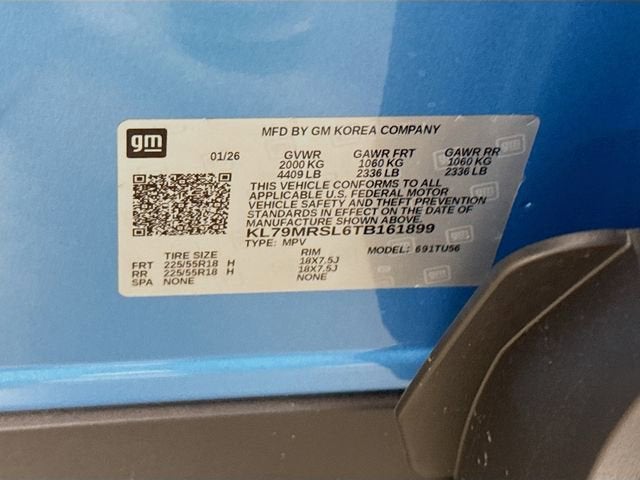 gm
MFD BY GM KOREA COMPANY
01/26 GVWR GAWR FRT GAWR RR
2000 KG 1060 KG 1060 KG
4409 LB 2336 LB 2336 LB
THIS VEHICLE CONFORMS TO ALL
APPLICABLE U.S. FEDERAL MOTOR
VEHICLE SAFETY AND THEFT PREVENTION
STANDARDS IN EFFECT ON THE DATE OF
MANUFACTURE SHOWN ABOVE.
KL79MRSL6TB161899
TYPE: MPV MODEL: 691TU56
TIRE SIZE RIM
FRT 225/55R18 H 18X7.5J
RR 225/55R18 H 18X7.5J
SPA NONE NONE